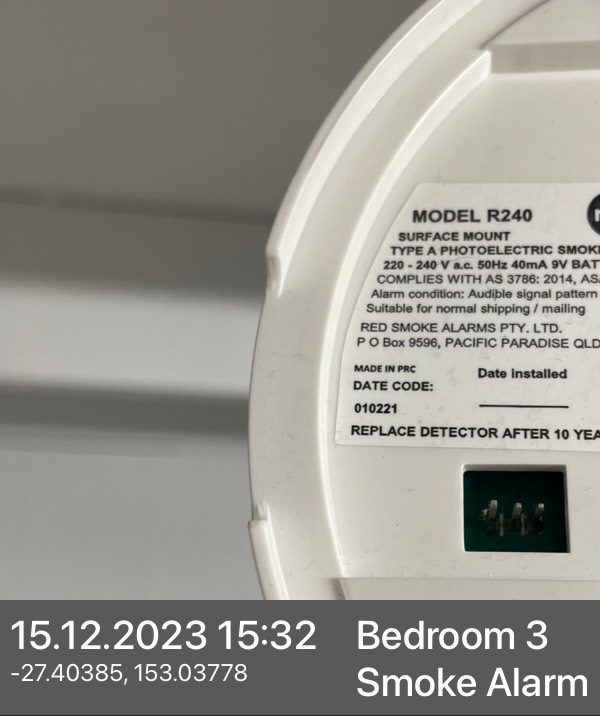 MODEL R240
SURFACE MOUNT
TYPE A PHOTOELECTRIC
220 - 240 V a.c. 50Hz 40mA 9V
COMPLIES WITH AS 3786: 2014,
Alarm condition: Audible signal pattern
Suitable for normal shipping / mailing
RED SMOKE ALARMS PTY. LTD.
P O Box 9596, PACIFIC PARADISE QLD
MADE IN PRC
Date installed
DATE CODE:
010221
REPLACE DETECTOR AFTER 10
15.12.2023 15:32
-27.40385, 153.03778
Bedroom 3
Smoke Alarm